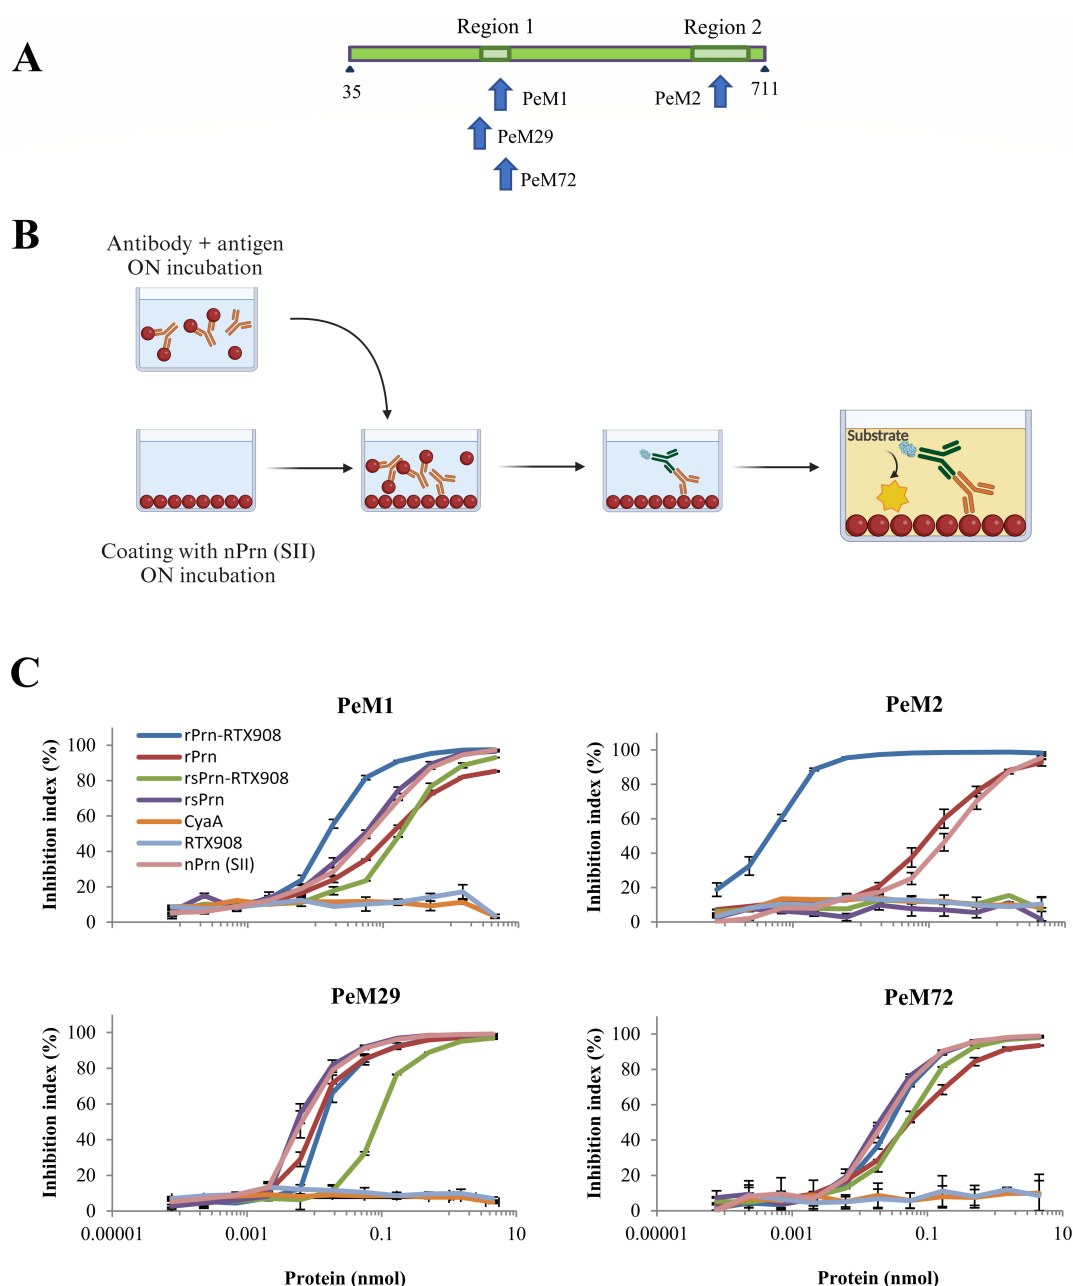 A
Region 1
Region 2
35
711
PeM1
PeM2
PeM29
PeM72
B
Antibody + antigen
ON incubation
Substrate
Coating with nPrn (SII)
ON incubation
C
PeM1
Inhibition index (%)
100
80
60
40
20
0
rPrn-RTX908
rPrn
rsPrn-RTX908
rsPrn
CyaA
RTX908
nPrn (SII)
PeM2
Inhibition index (%)
100
80
60
40
20
0
PeM29
Inhibition index (%)
100
80
60
40
20
0
0.00001
0.001
0.1
10
Protein (nmol)
PeM72
Inhibition index (%)
100
80
60
40
20
0
0.00001
0.001
0.1
10
Protein (nmol)